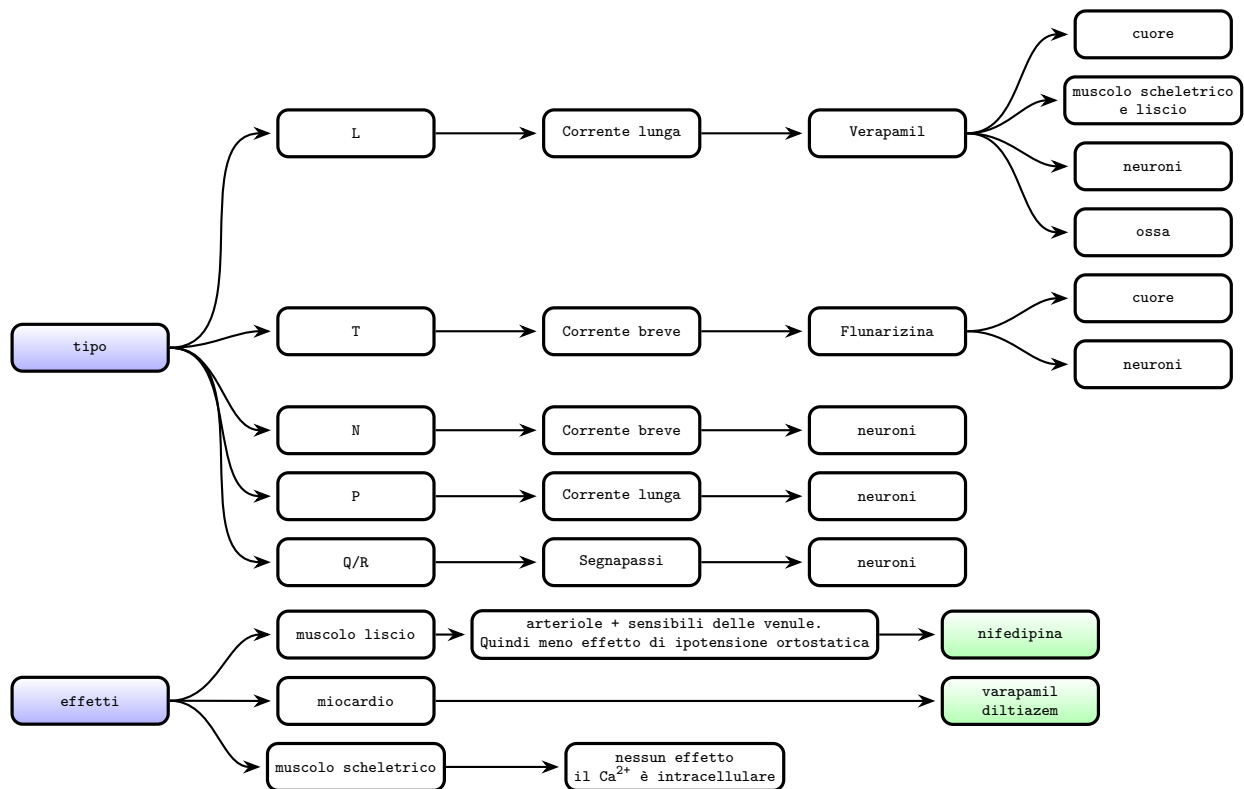 tipo
L
Corrente lunga
Verapamil
cuore
muscolo scheletrico
e liscio
neuroni
ossa
T
Corrente breve
Flunarizina
cuore
neuroni
N
Corrente breve
neuroni
P
Corrente lunga
neuroni
Q/R
Segnapassi
neuroni
effetti
muscolo liscio
arteriole + sensibili delle venule.
Quindi meno effetto di ipotensione ortostatica
nifedipina
miocardio
varapamil
diltiazem
muscolo scheletrico
nessun effetto
il Ca²⁺ è intracellulare